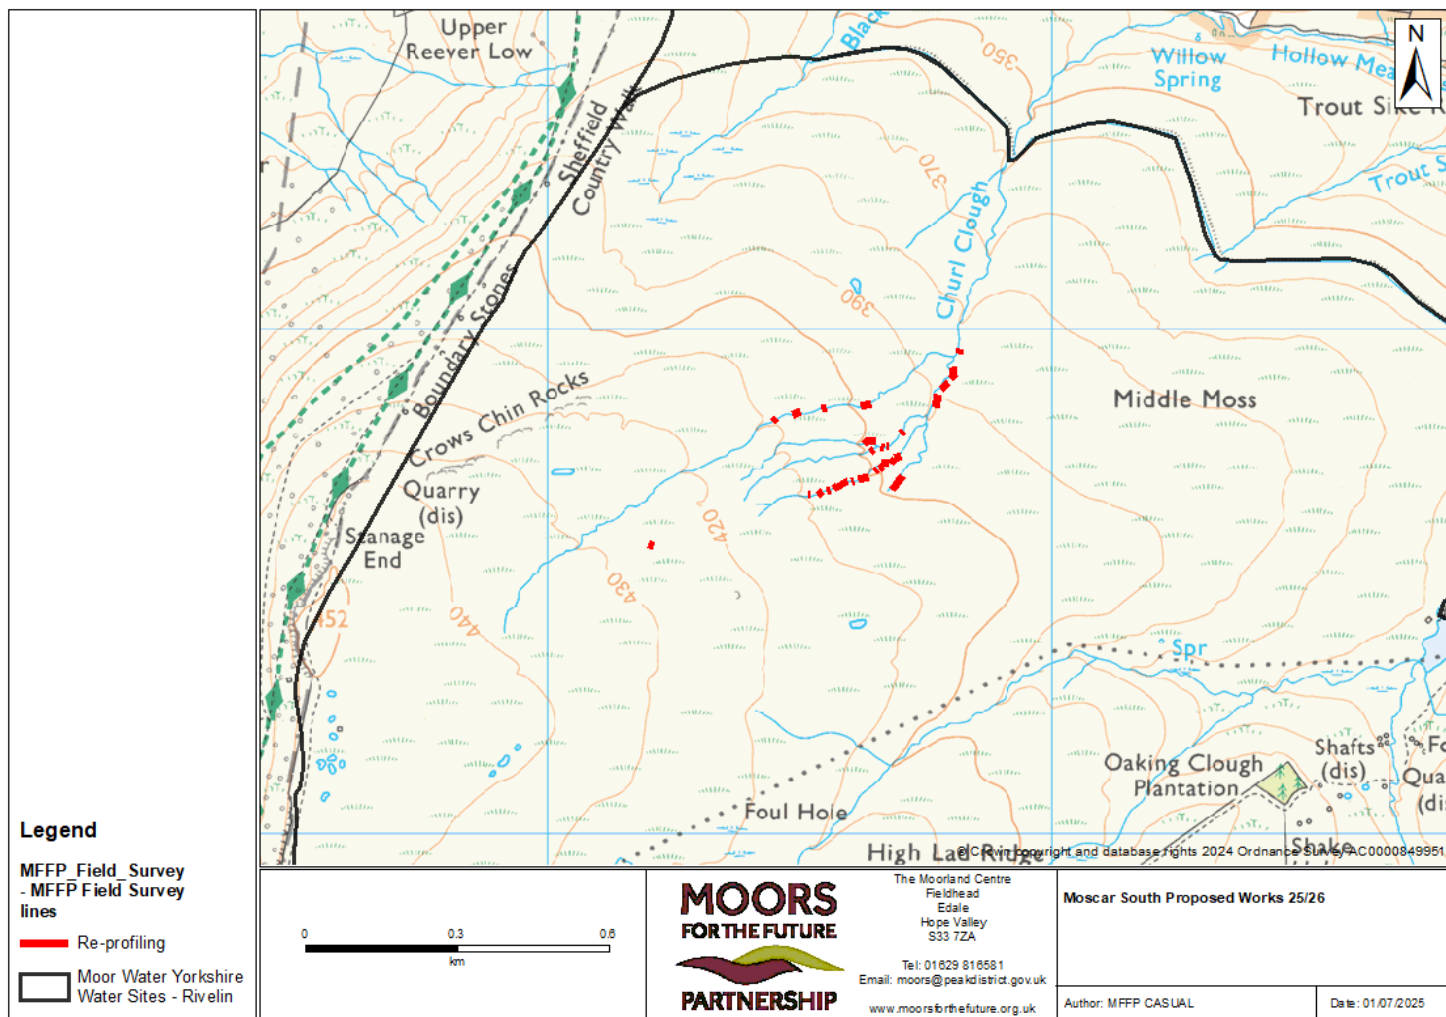 Upper
Reever Low
Black
350
Willow
Spring
Hollow Mea
N
Trout Sike
Sheffield
Country Walk
370
Trout S
Churl Clough
390
Boundary Stones
Crows Chin Rocks
Middle Moss
Quarry
(dis)
420
Stanage
End
430
440
452
Spr
Oaking Clough
Plantation
Shafts
(dis)
Fo
Qua
(dis
Foul Hole
High Lad Ridge
Shake
© Crown copyright and database rights 2024 Ordnance Survey AC0000849951
Legend
MFFP_Field_Survey
- MFFP Field Survey
lines
Re-profiling
Moor Water Yorkshire
Water Sites - Rivelin
0 0.3 0.6
km
MOORS
FOR THE FUTURE
PARTNERSHIP
The Moorland Centre
Fieldhead
Edale
Hope Valley
S33 7ZA
Tel: 01629 816581
Email: moors@peakdistrict.gov.uk
www.moorsforthefuture.org.uk
Moscar South Proposed Works 25/26
Author: MFFP CASUAL
Date: 01/07/2025